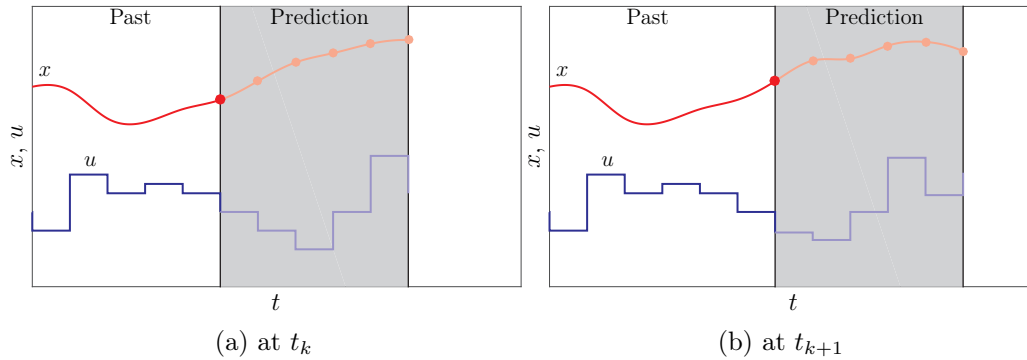 Past Prediction
x
x, u
u
t
(a) at t_k
Past Prediction
x
x, u
u
t
(b) at t_{k+1}